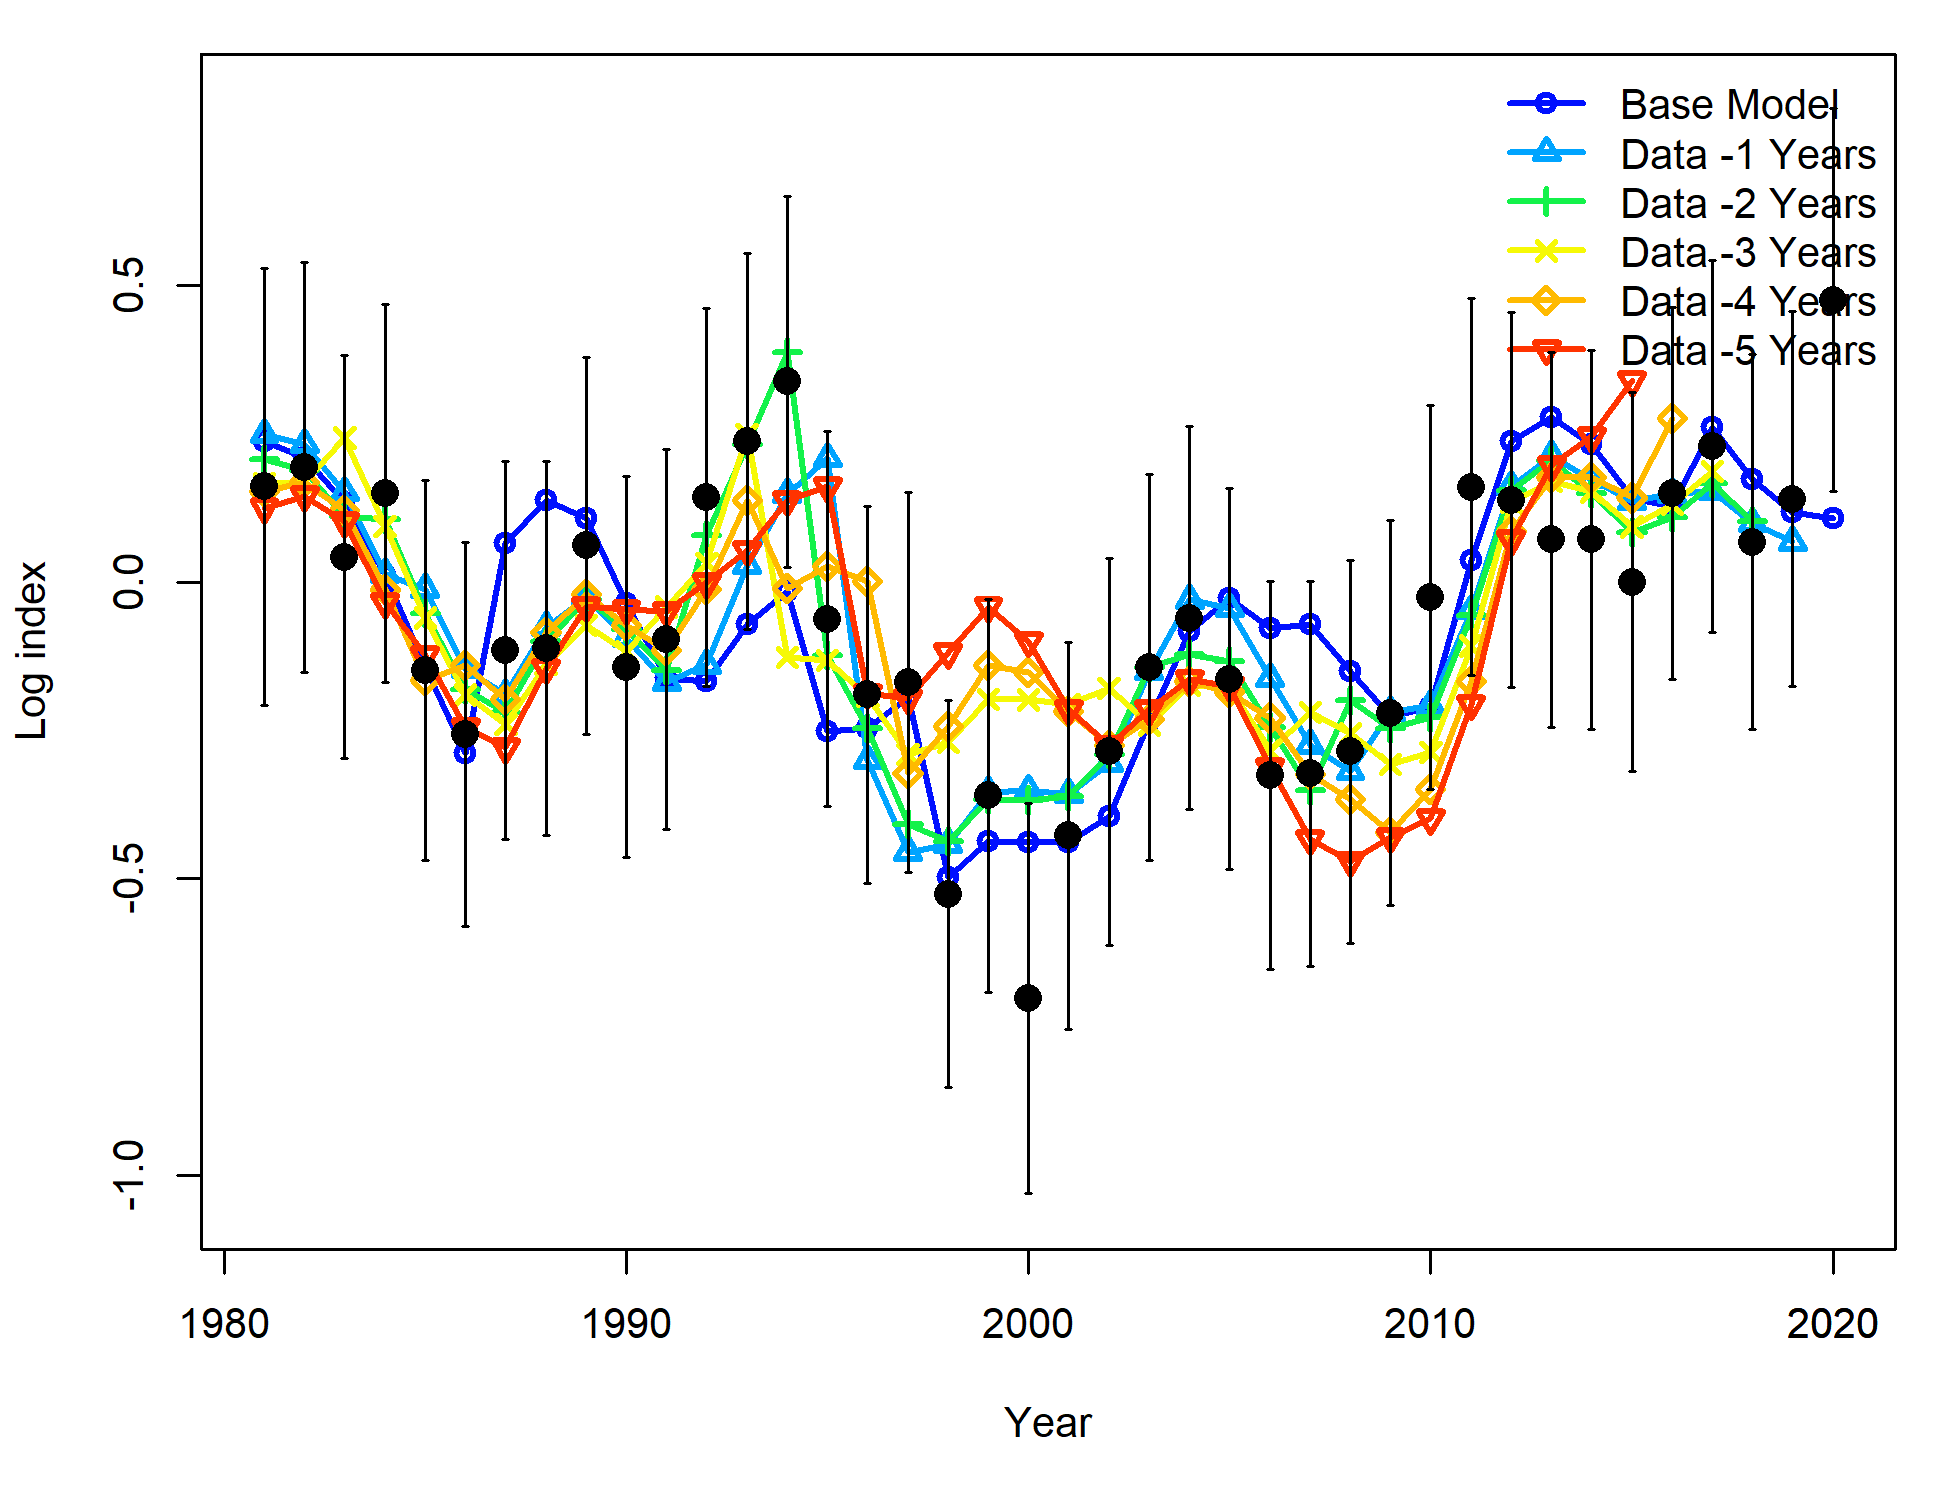 Base Model
Data -1 Years
Data -2 Years
Data -3 Years
Data -4 Years
Data -5 Years
Log index
0.5
0.0
-0.5
-1.0
1980 1990 2000 2010 2020
Year